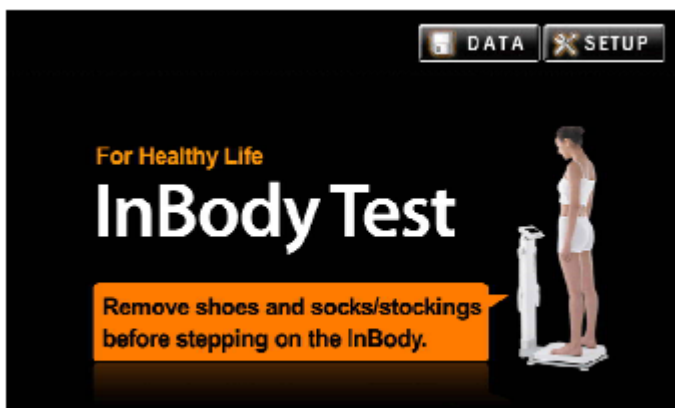 DATA SETUP
For Healthy Life
InBody Test
Remove shoes and socks/stockings
before stepping on the InBody.